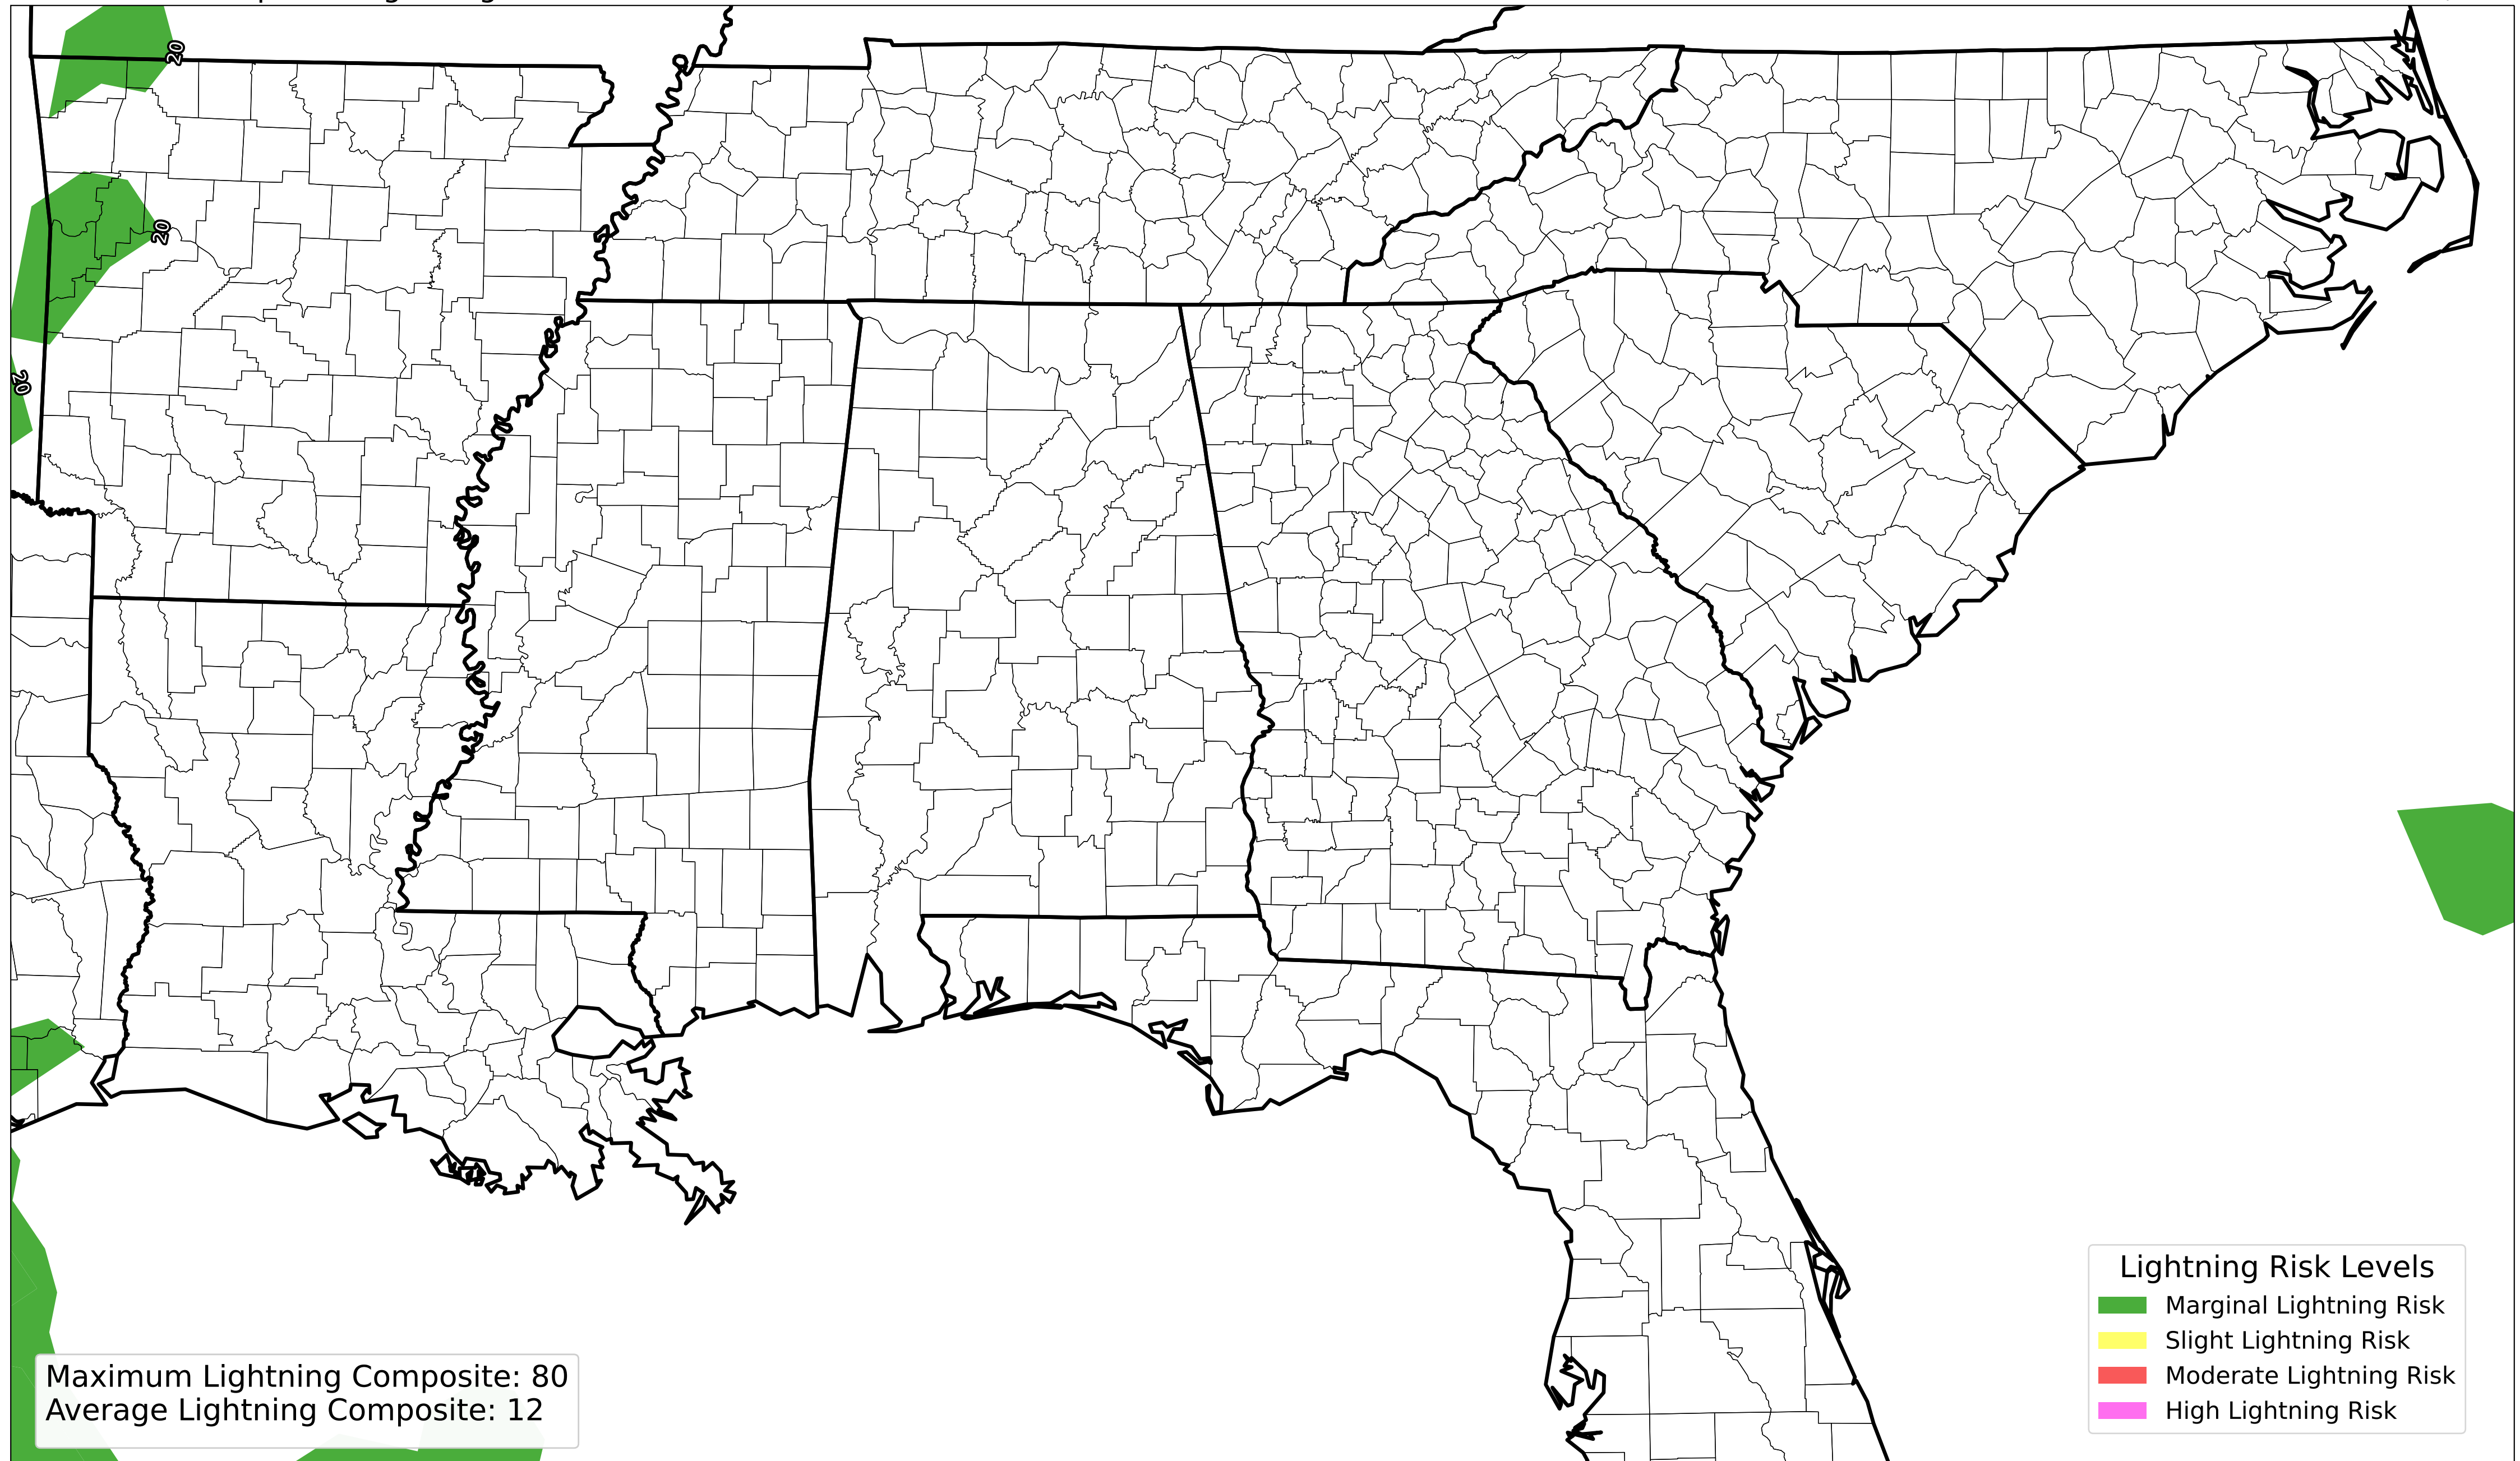 20
20
20
Maximum Lightning Composite: 80
Average Lightning Composite: 12
Lightning Risk Levels
Marginal Lightning Risk
Slight Lightning Risk
Moderate Lightning Risk
High Lightning Risk